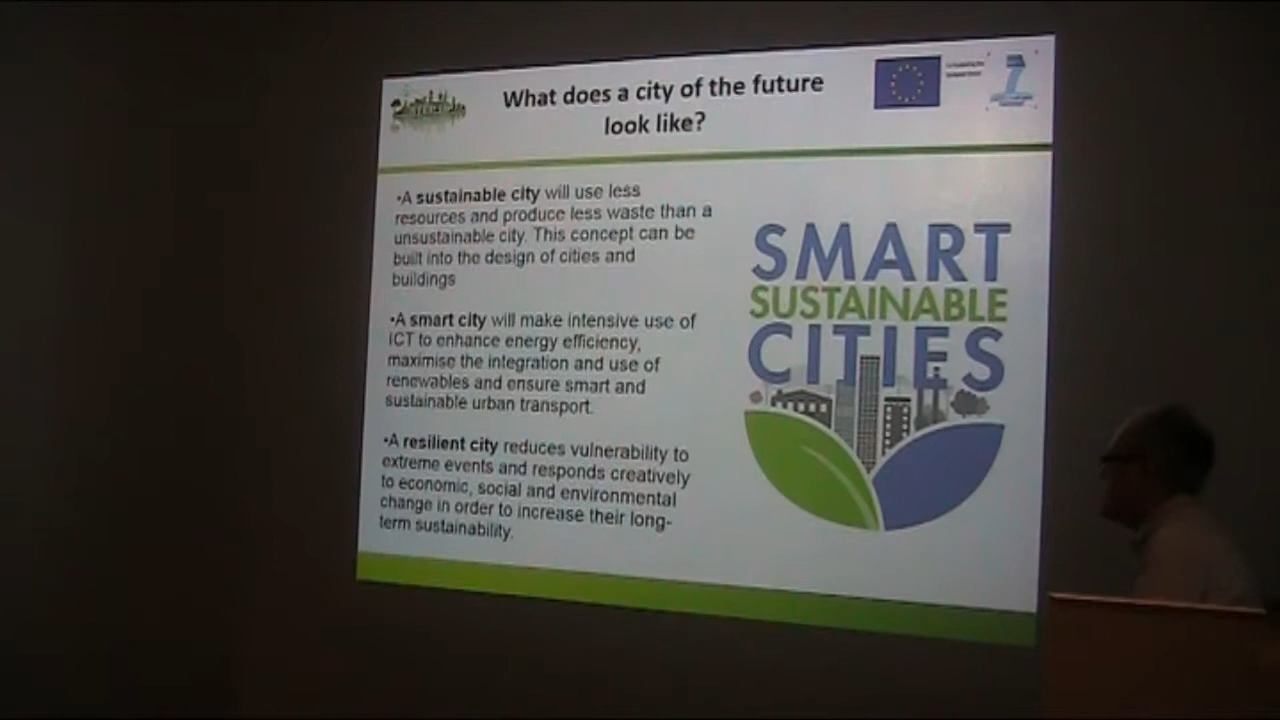 What does a city of the future
look like?
•A sustainable city will use less
resources and produce less waste than a
unsustainable city. This concept can be
built into the design of cities and
buildings
•A smart city will make intensive use of
ICT to enhance energy efficiency,
maximise the integration and use of
renewables and ensure smart and
sustainable urban transport.
•A resilient city reduces vulnerability to
extreme events and responds creatively
to economic, social and environmental
change in order to increase their long-
term sustainability.
SMART
SUSTAINABLE
CITIES